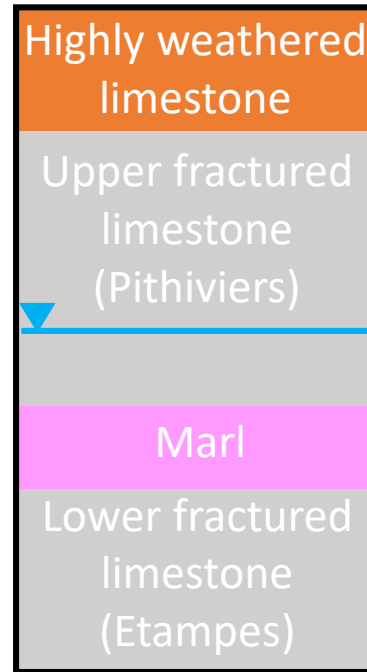 Highly weathered
limestone
Upper fractured
limestone
(Pithiviers)
Marl
Lower fractured
limestone
(Etampes)